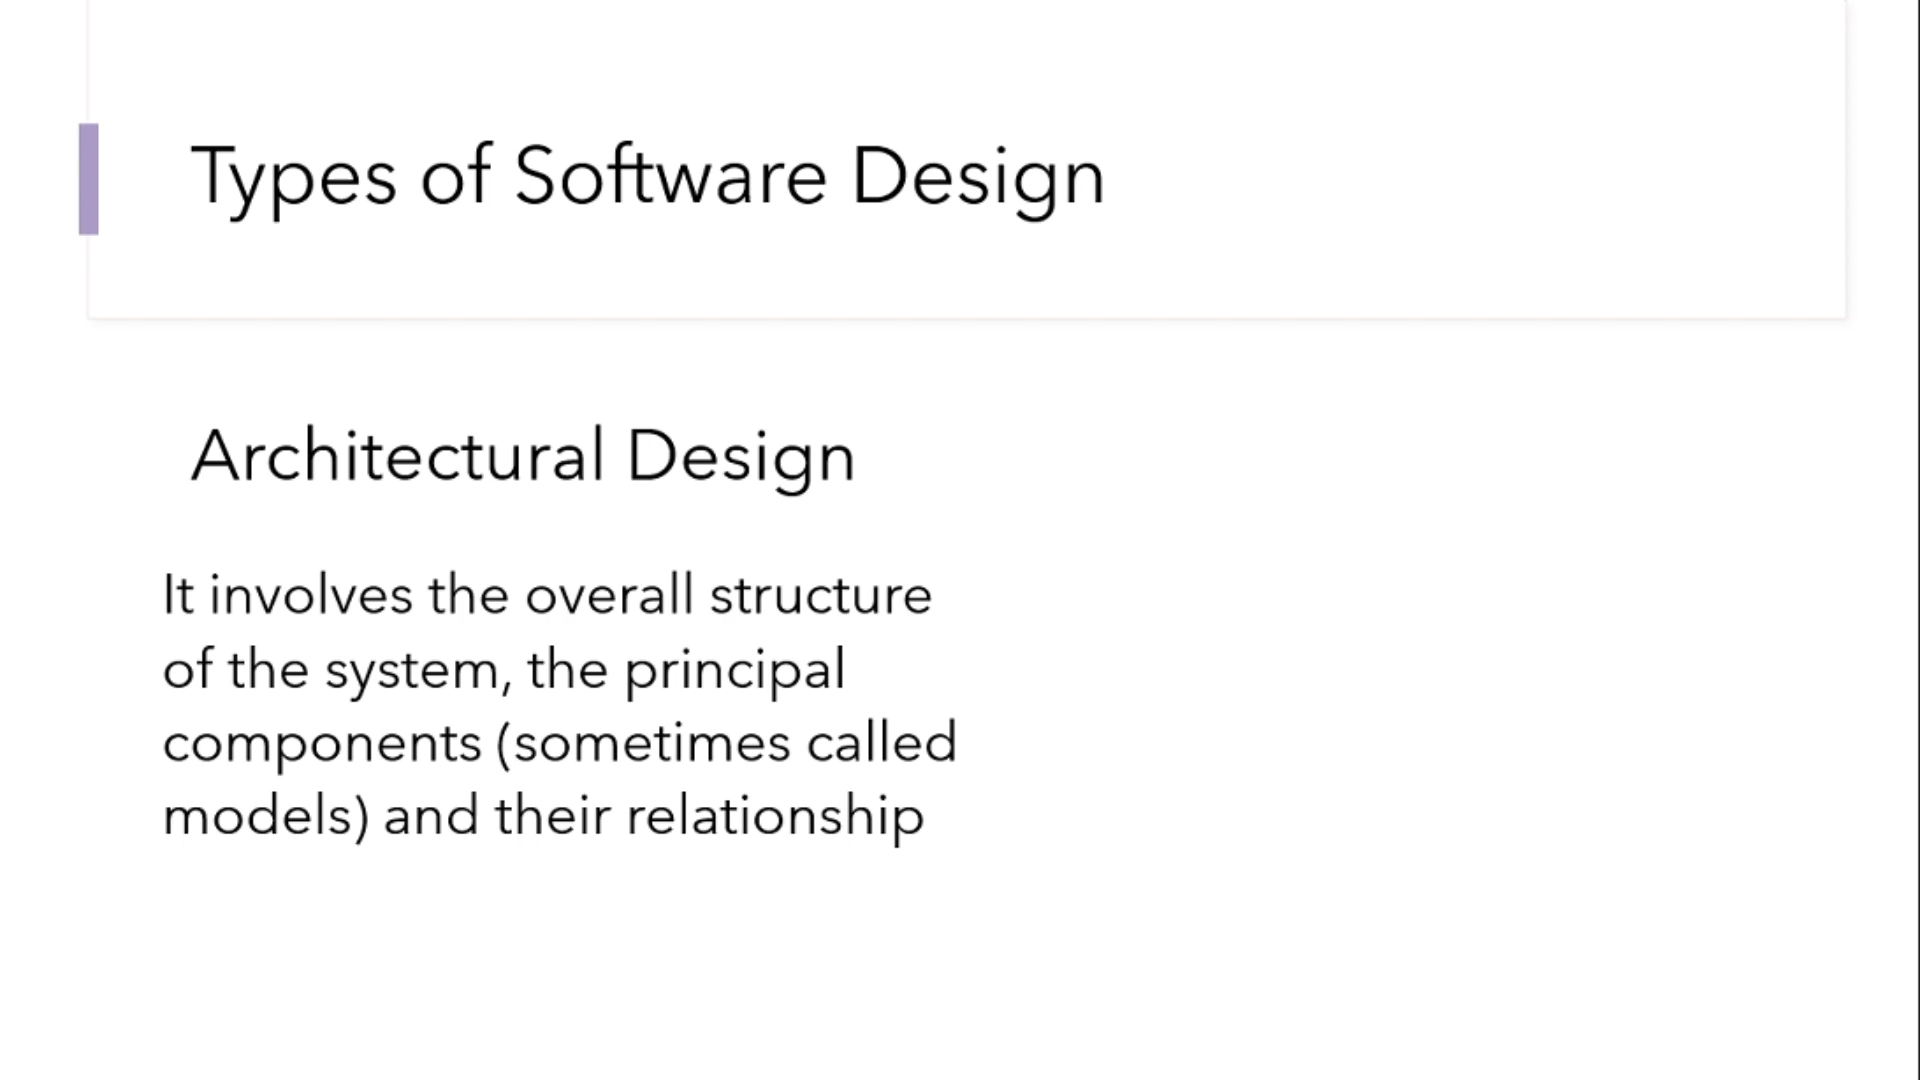 Types of Software Design
Architectural Design
It involves the overall structure
of the system, the principal
components (sometimes called
models) and their relationship